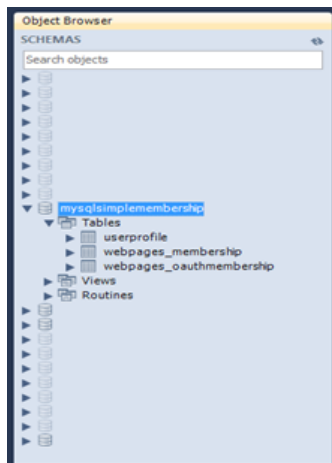 Object Browser
SCHEMAS
Search objects
mysqlsimplemembership
Tables
userprofile
webpages_membership
webpages_oauthmembership
Views
Routines